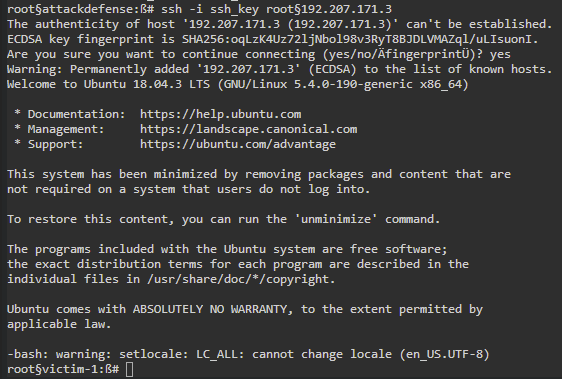 root§attackdefense:ß# ssh -i ssh_key root§192.207.171.3
The authenticity of host '192.207.171.3 (192.207.171.3)' can't be established.
ECDSA key fingerprint is SHA256:oqLzK4Uz72ljNbol98v3RyT8BJDLVMAZql/uLIsuonI.
Are you sure you want to continue connecting (yes/no/ÄfingerprintÜ)? yes
Warning: Permanently added '192.207.171.3' (ECDSA) to the list of known hosts.
Welcome to Ubuntu 18.04.3 LTS (GNU/Linux 5.4.0-190-generic x86_64)
* Documentation:  https://help.ubuntu.com
* Management:     https://landscape.canonical.com
* Support:        https://ubuntu.com/advantage
This system has been minimized by removing packages and content that are
not required on a system that users do not log into.
To restore this content, you can run the 'unminimize' command.
The programs included with the Ubuntu system are free software;
the exact distribution terms for each program are described in the
individual files in /usr/share/doc/*/copyright.
Ubuntu comes with ABSOLUTELY NO WARRANTY, to the extent permitted by
applicable law.
-bash: warning: setlocale: LC_ALL: cannot change locale (en_US.UTF-8)
root§victim-1:ß#